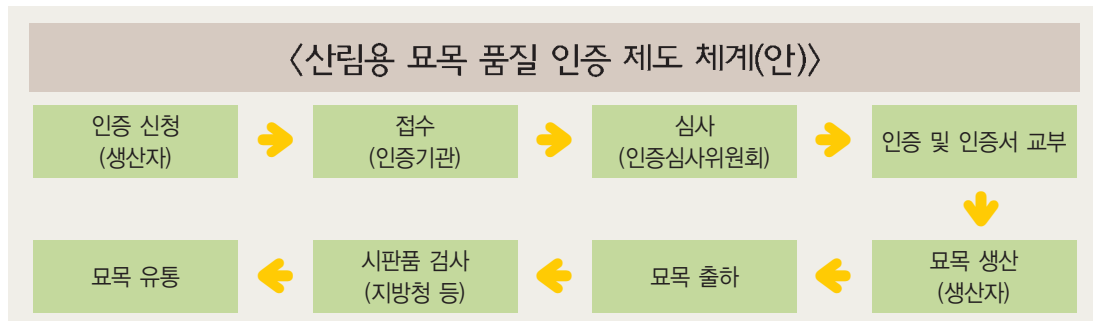 〈산림용 묘목 품질 인증 제도 체계(안)〉
인증 신청
(생산자)
접수
(인증기관)
심사
(인증심사위원회)
인증 및 인증서 교부
묘목 생산
(생산자)
묘목 출하
시판품 검사
(지방청 등)
묘목 유통